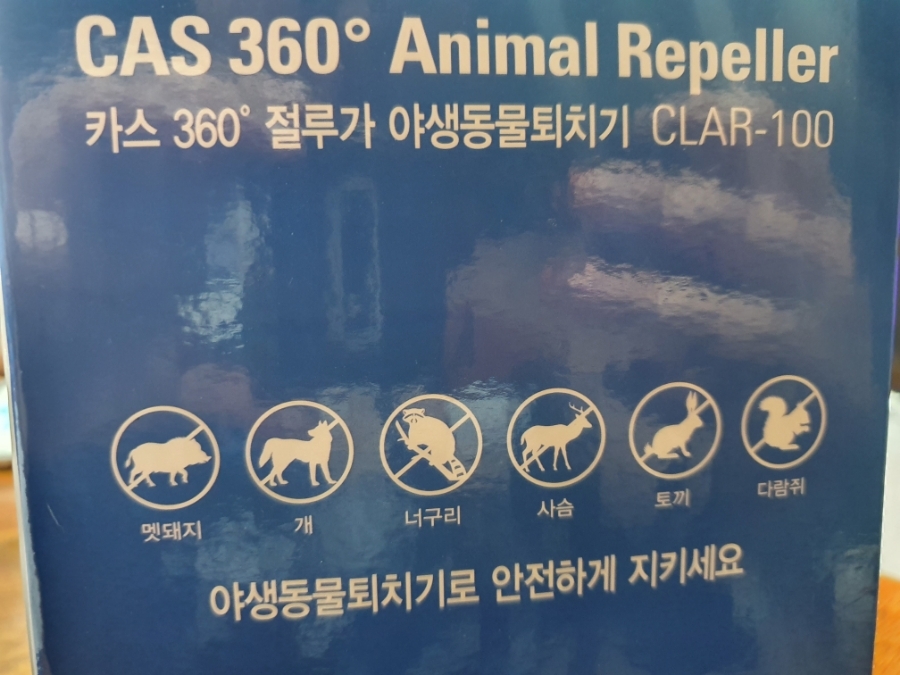 CAS 360° Animal Repeller
카스 360° 절루가 야생동물퇴치기 CLAR-100
멧돼지 개 너구리 사슴 토끼 다람쥐
야생동물퇴치기로 안전하게 지키세요